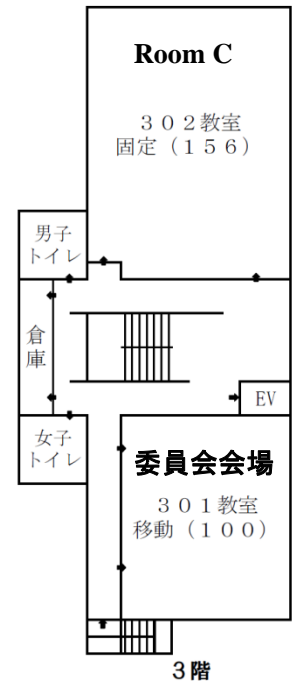 Room C
３０２教室
固定（１５６）
男子
トイレ
倉
庫
EV
女子
トイレ
委員会会場
３０１教室
移動（１００）
３階